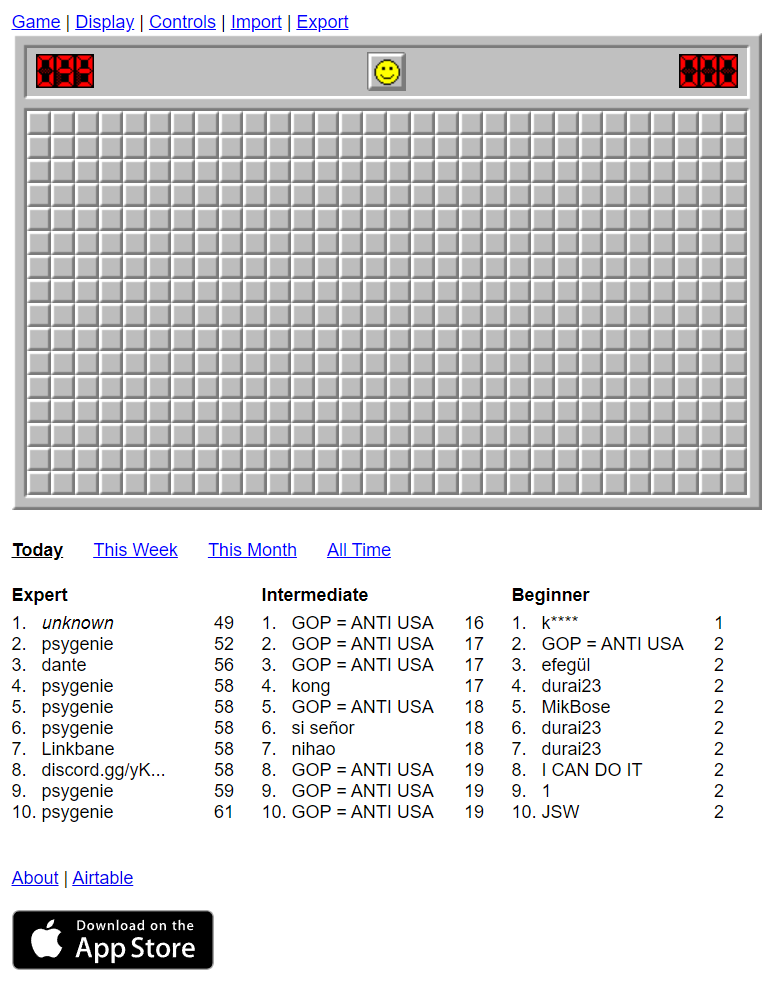 Game | Display | Controls | Import | Export
099 000
Today This Week This Month All Time
Expert Intermediate Beginner
1. unknown 49 1. GOP = ANTI USA 16 1. k**** 1
2. psygenie 52 2. GOP = ANTI USA 17 2. GOP = ANTI USA 2
3. dante 56 3. GOP = ANTI USA 17 3. efegül 2
4. psygenie 58 4. kong 17 4. durai23 2
5. psygenie 58 5. GOP = ANTI USA 18 5. MikBose 2
6. psygenie 58 6. si señor 18 6. durai23 2
7. Linkbane 58 7. nihao 18 7. durai23 2
8. discord.gg/yK... 58 8. GOP = ANTI USA 19 8. I CAN DO IT 2
9. psygenie 59 9. GOP = ANTI USA 19 9. 1 2
10. psygenie 61 10. GOP = ANTI USA 19 10. JSW 2
About | Airtable
Download on the
App Store